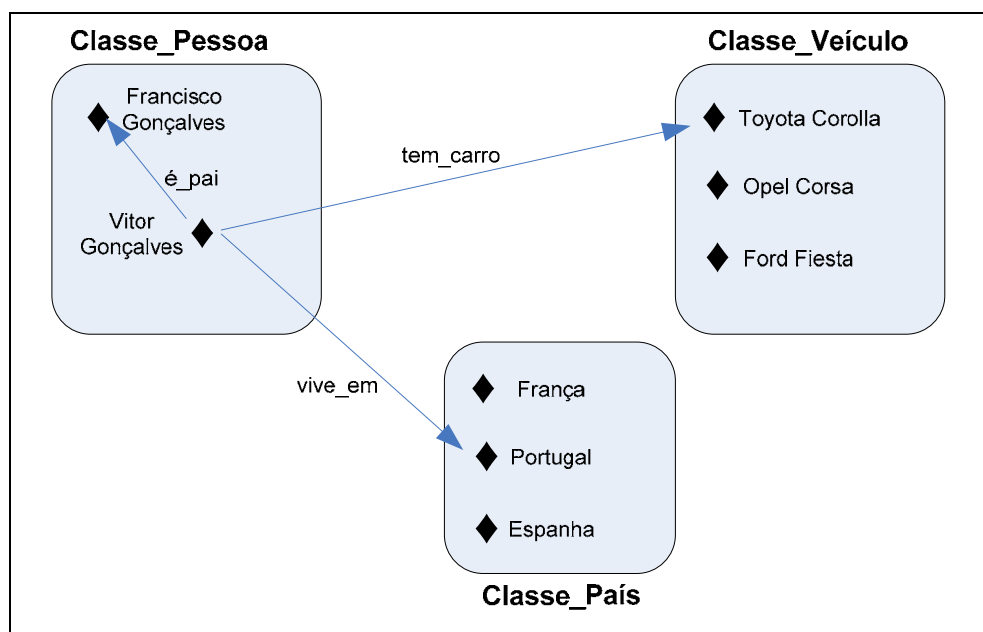 Classe_Pessoa
Francisco
Gonçalves
é_pai
Vitor
Gonçalves
tem_carro
vive_em
Classe_Veículo
Toyota Corolla
Opel Corsa
Ford Fiesta
França
Portugal
Espanha
Classe_País